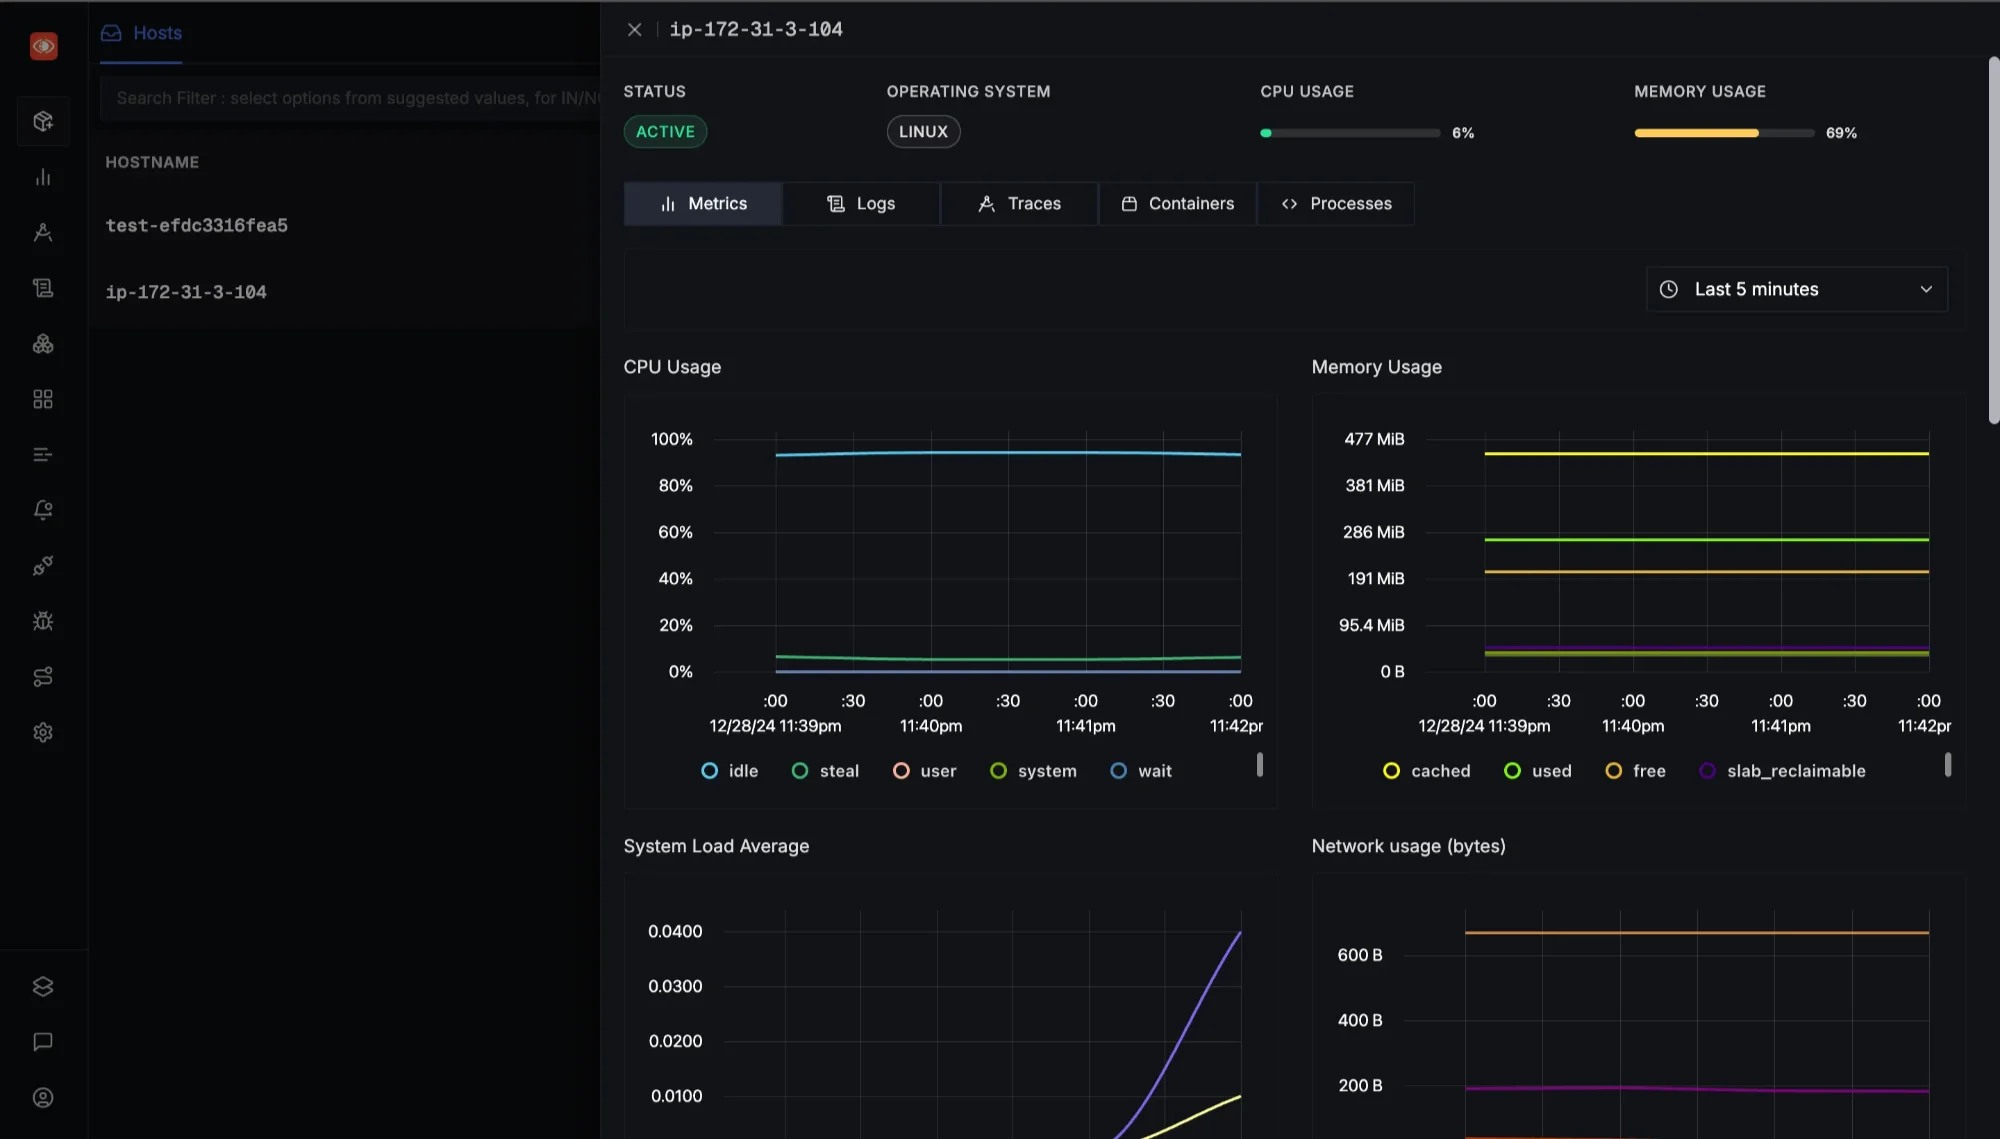 Hosts
Search Filter : select options from suggested values, for IN/N
HOSTNAME
test-efdc3316fea5
ip-172-31-3-104
ip-172-31-3-104
STATUS OPERATING SYSTEM CPU USAGE MEMORY USAGE
ACTIVE LINUX 6% 69%
Metrics Logs Traces Containers Processes
Last 5 minutes
CPU Usage
100%
80%
60%
40%
20%
0%
:00 :30 :00 :30 :00 :30 :00
12/28/24 11:39pm 11:40pm 11:41pm 11:42pr
idle steal user system wait
Memory Usage
477 MiB
381 MiB
286 MiB
191 MiB
95.4 MiB
0 B
:00 :30 :00 :30 :00 :30 :00
12/28/24 11:39pm 11:40pm 11:41pm 11:42pr
cached used free slab_reclaimable
System Load Average
0.0400
0.0300
0.0200
0.0100
Network usage (bytes)
600 B
400 B
200 B